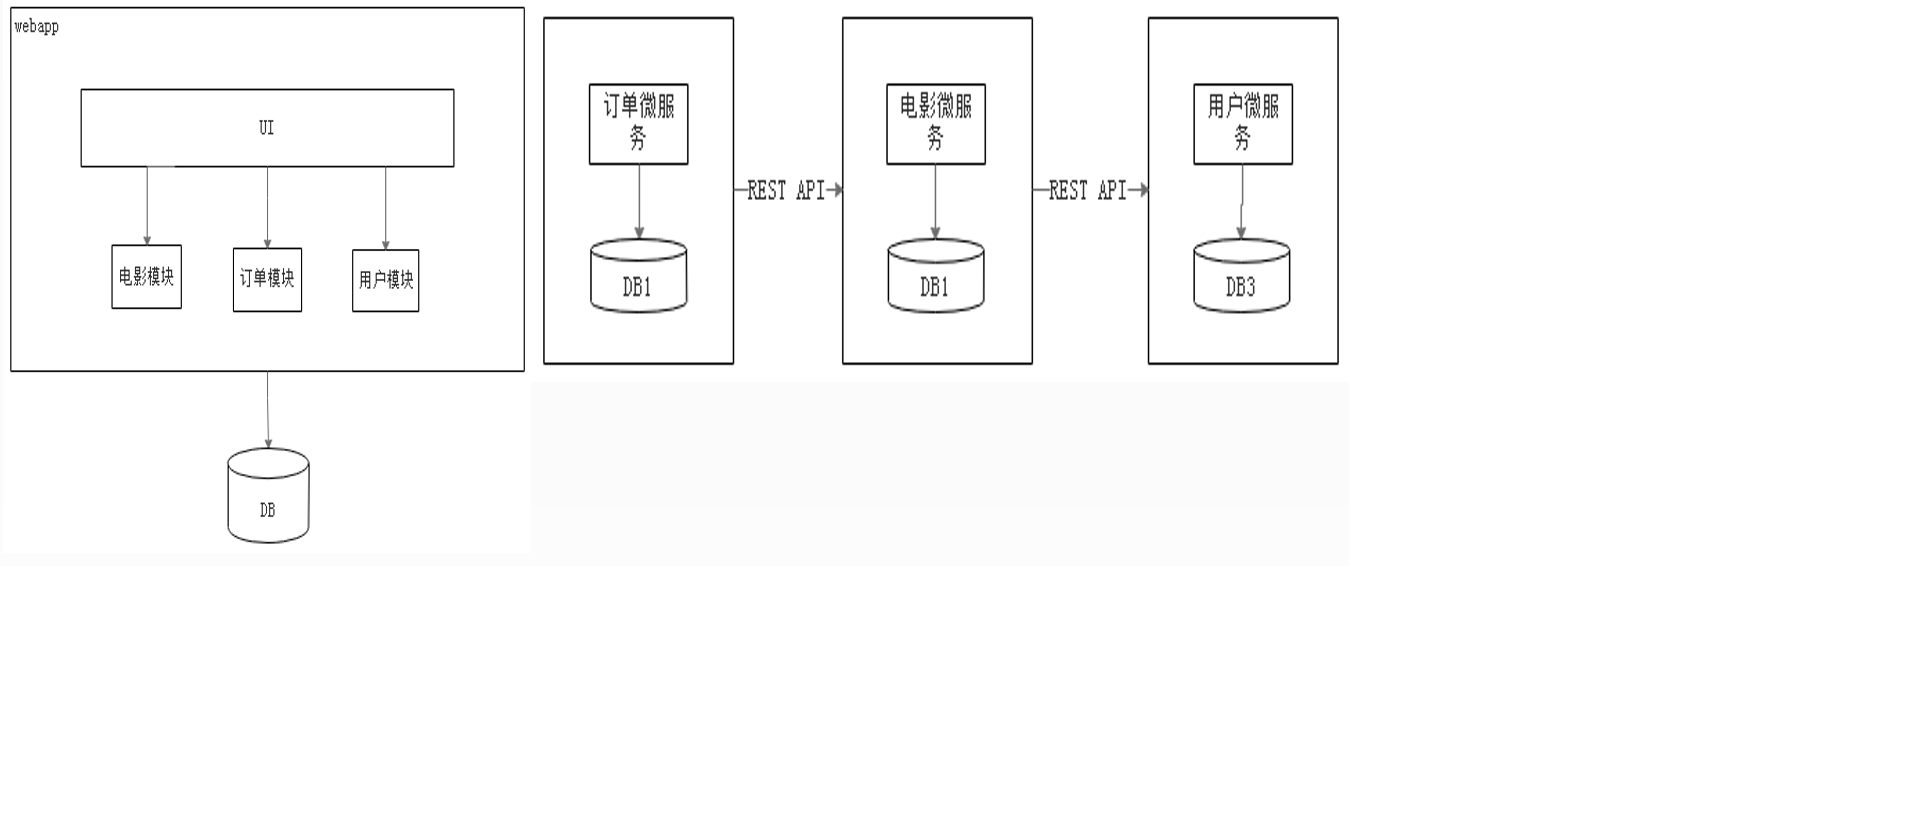 webapp
UI
电影模块
订单模块
用户模块
DB
订单微服
务
DB1
REST API
电影微服
务
DB1
REST API
用户微服
务
DB3